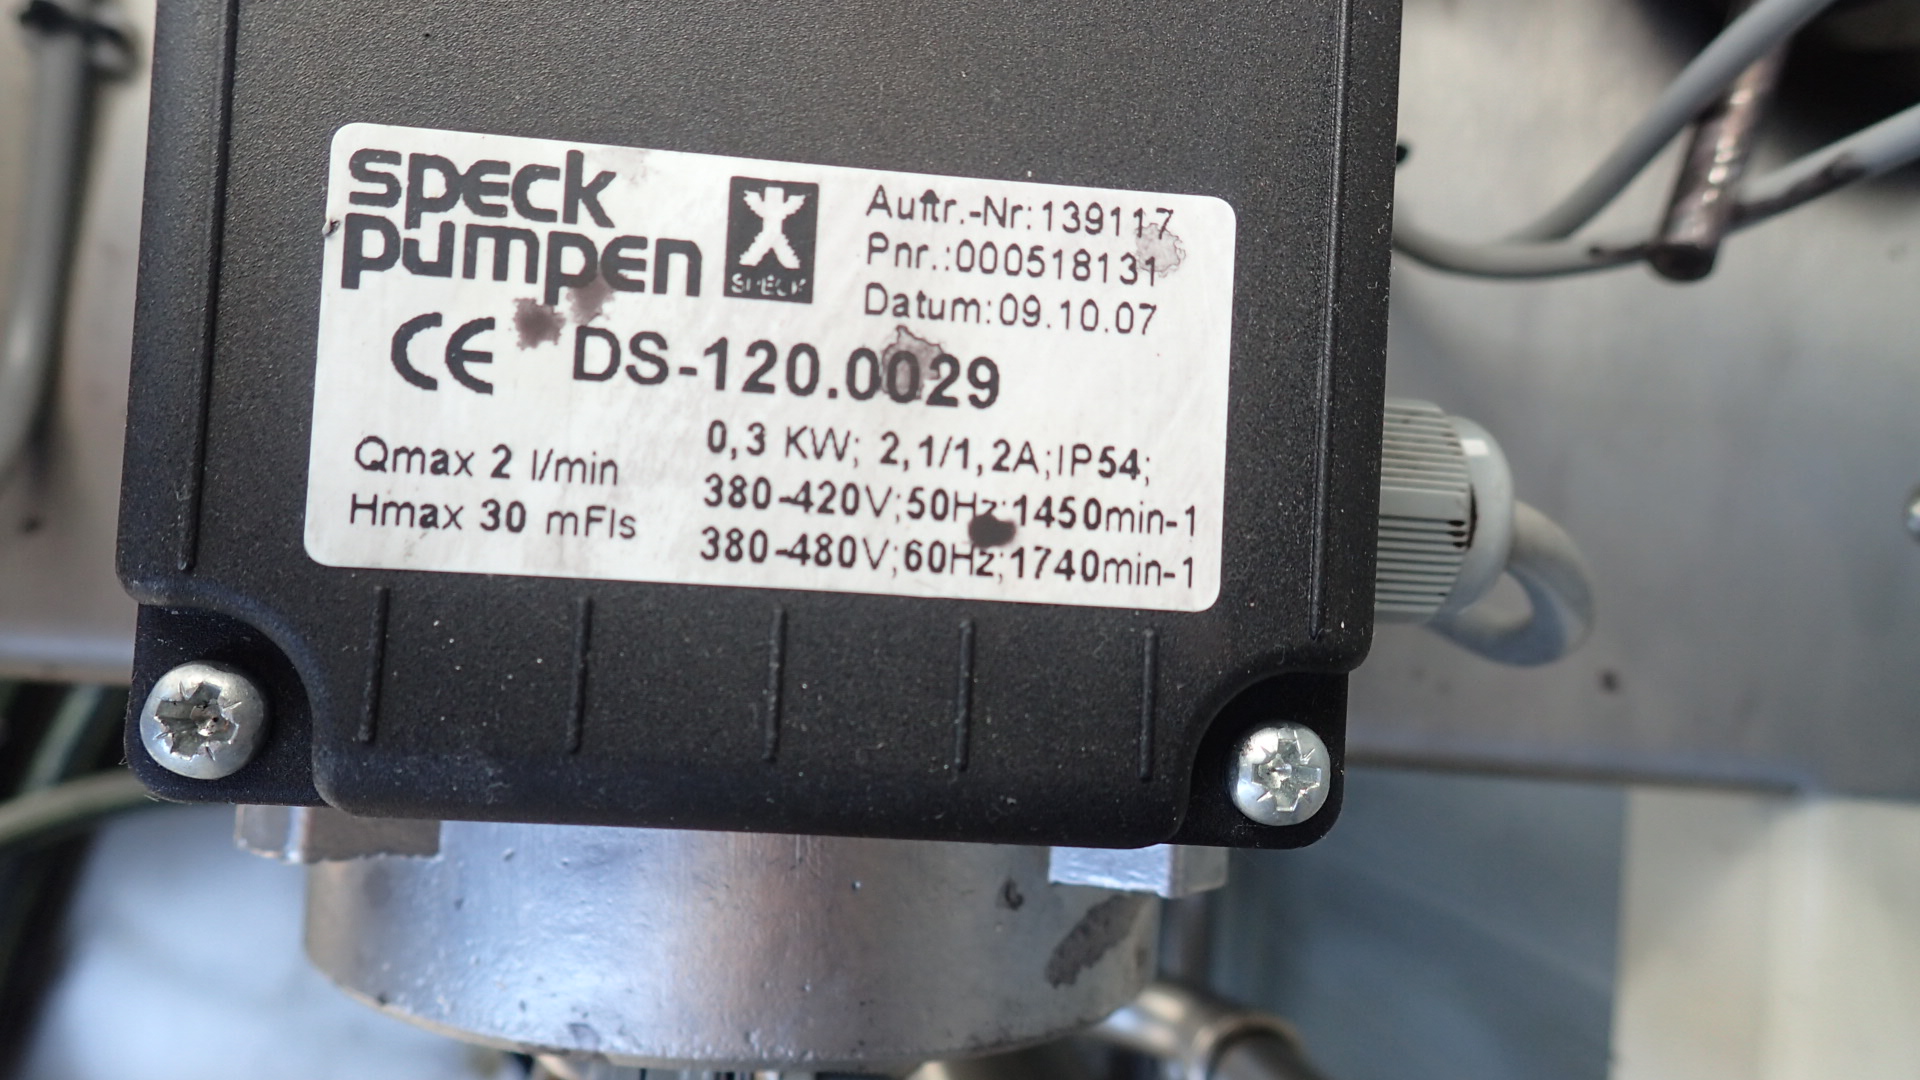 speck
pumpen
SPECK
Auftr.-Nr:139117
Pnr.:000518131
Datum:09.10.07
CE DS-120.0029
Qmax 2 l/min
Hmax 30 mFls
0,3 KW; 2,1/1,2A;IP54;
380-420V;50Hz;1450min-1
380-480V;60Hz;1740min-1